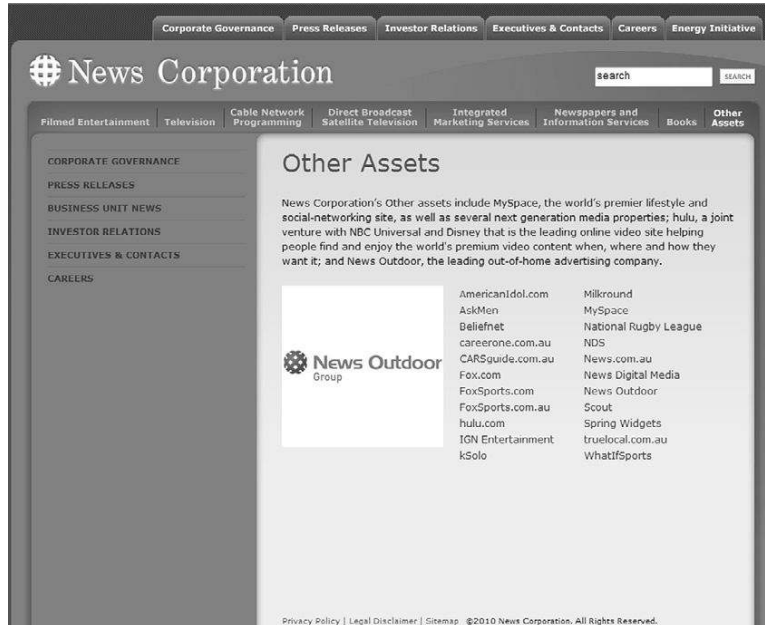 Corporate Governance Press Releases Investor Relations Executives & Contacts Careers Energy Initiative
News Corporation
search SEARCH
Filmed Entertainment Television Cable Network Programming Direct Broadcast Satellite Television Integrated Marketing Services Newspapers and Information Services Books Other Assets
CORPORATE GOVERNANCE
PRESS RELEASES
BUSINESS UNIT NEWS
INVESTOR RELATIONS
EXECUTIVES & CONTACTS
CAREERS
Other Assets
News Corporation's Other assets include MySpace, the world's premier lifestyle and
social-networking site, as well as several next generation media properties; hulu, a joint
venture with NBC Universal and Disney that is the leading online video site helping
people find and enjoy the world's premium video content when, where and how they
want it; and News Outdoor, the leading out-of-home advertising company.
News Outdoor
Group
AmericanIdol.com
AskMen
Beliefnet
careerone.com.au
CARSguide.com.au
Fox.com
FoxSports.com
FoxSports.com.au
hulu.com
IGN Entertainment
kSolo
Milkround
MySpace
National Rugby League
NDS
News.com.au
News Digital Media
News Outdoor
Scout
Spring Widgets
truelocal.com.au
WhatIfSports
Privacy Policy | Legal Disclaimer | Sitemap ©2010 News Corporation. All Rights Reserved.